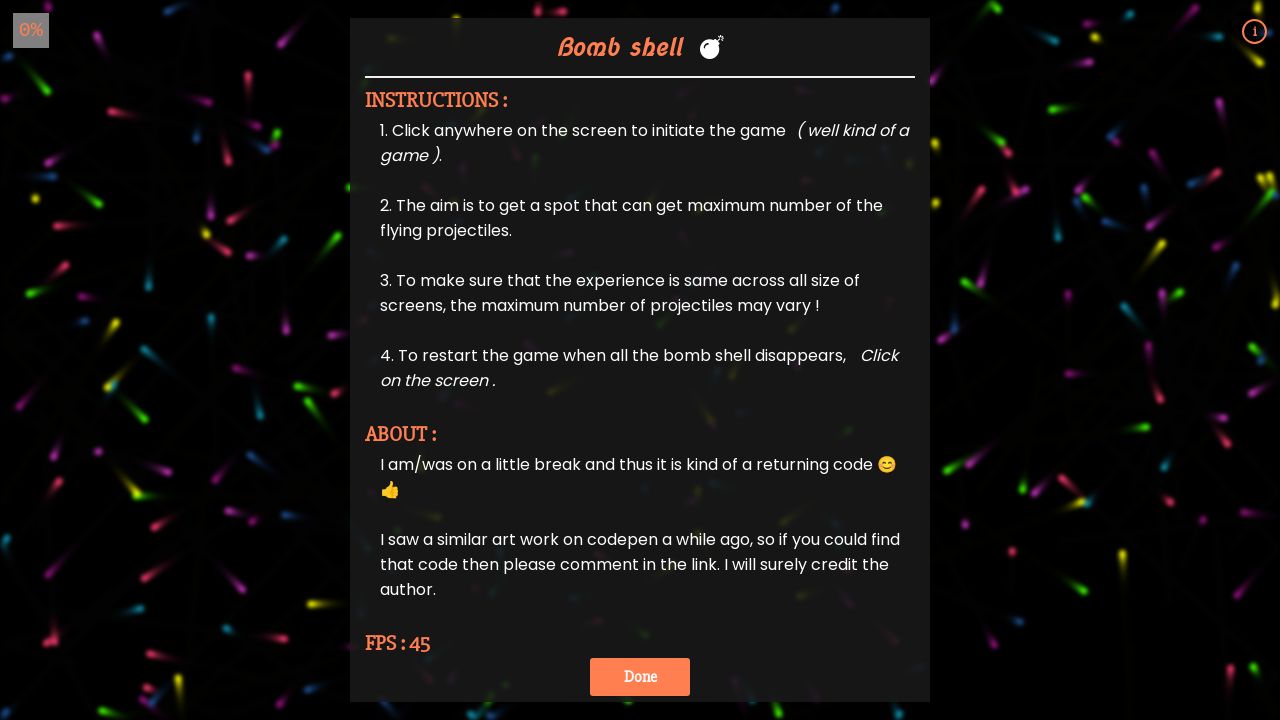 0%
i
Bomb shell 💣
INSTRUCTIONS :
1. Click anywhere on the screen to initiate the game ( well kind of a
game ).
2. The aim is to get a spot that can get maximum number of the
flying projectiles.
3. To make sure that the experience is same across all size of
screens, the maximum number of projectiles may vary !
4. To restart the game when all the bomb shell disappears, Click
on the screen .
ABOUT :
I am/was on a little break and thus it is kind of a returning code 😊
👍
I saw a similar art work on codepen a while ago, so if you could find
that code then please comment in the link. I will surely credit the
author.
FPS : 45
Done